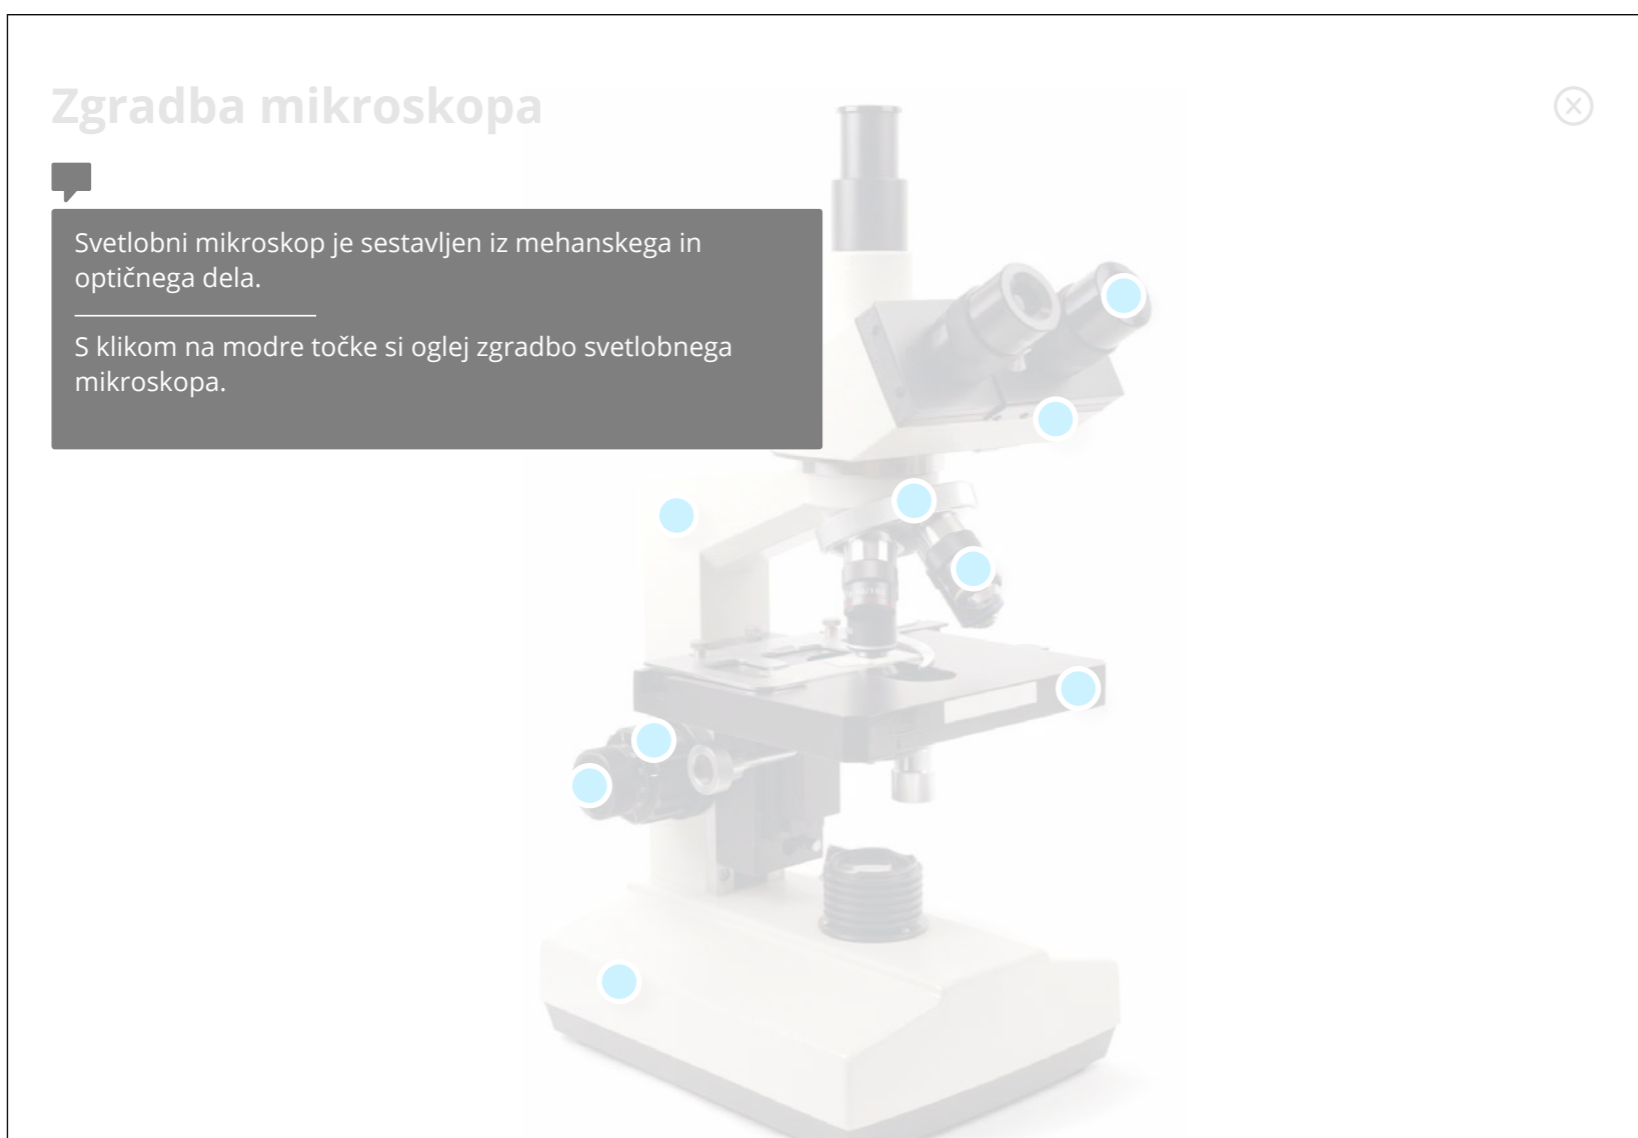 Zgradba mikroskopa
Svetlobni mikroskop je sestavljen iz mehanskega in
optičnega dela.
S klikom na modre točke si oglej zgradbo svetlobnega
mikroskopa.